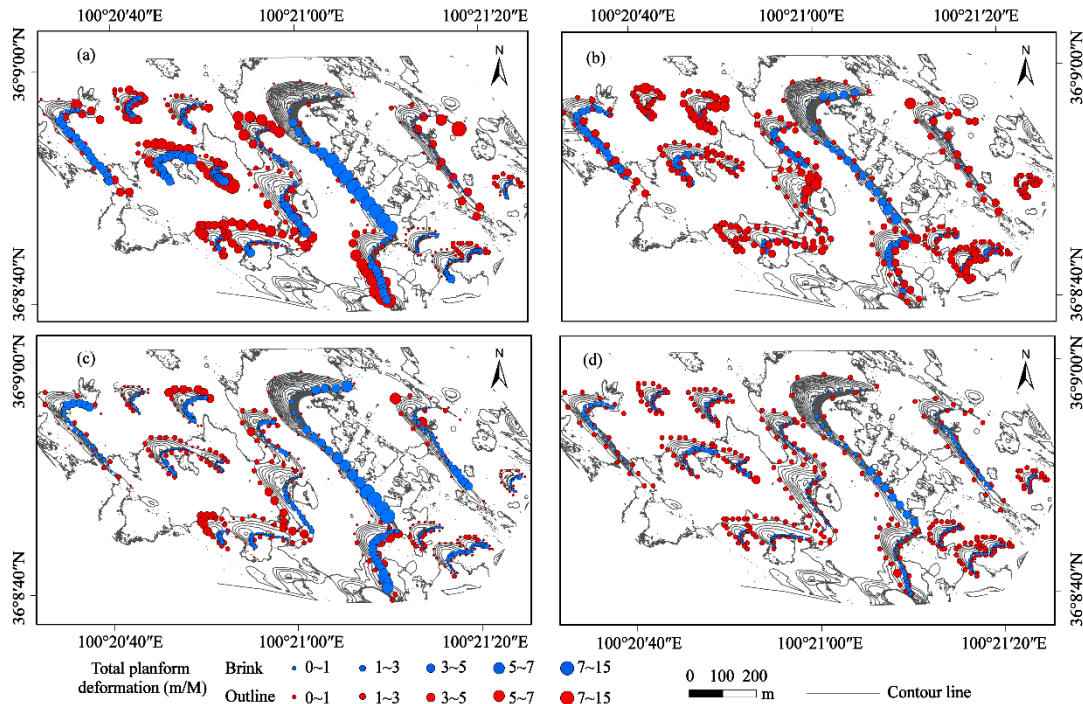 100°20′40″E 100°21′00″E 100°21′20″E 100°20′40″E 100°21′00″E 100°21′20″E
(a) N (b) N
36°9′00″N 36°9′00″N
36°8′40″N 36°8′40″N
(c) N (d) N
36°9′00″N 36°9′00″N
36°8′40″N 36°8′40″N
100°20′40″E 100°21′00″E 100°21′20″E 100°20′40″E 100°21′00″E 100°21′20″E
Total planform deformation (m/M)
Brink 0~1 1~3 3~5 5~7 7~15
Outline 0~1 1~3 3~5 5~7 7~15
0 100 200
m
Contour line